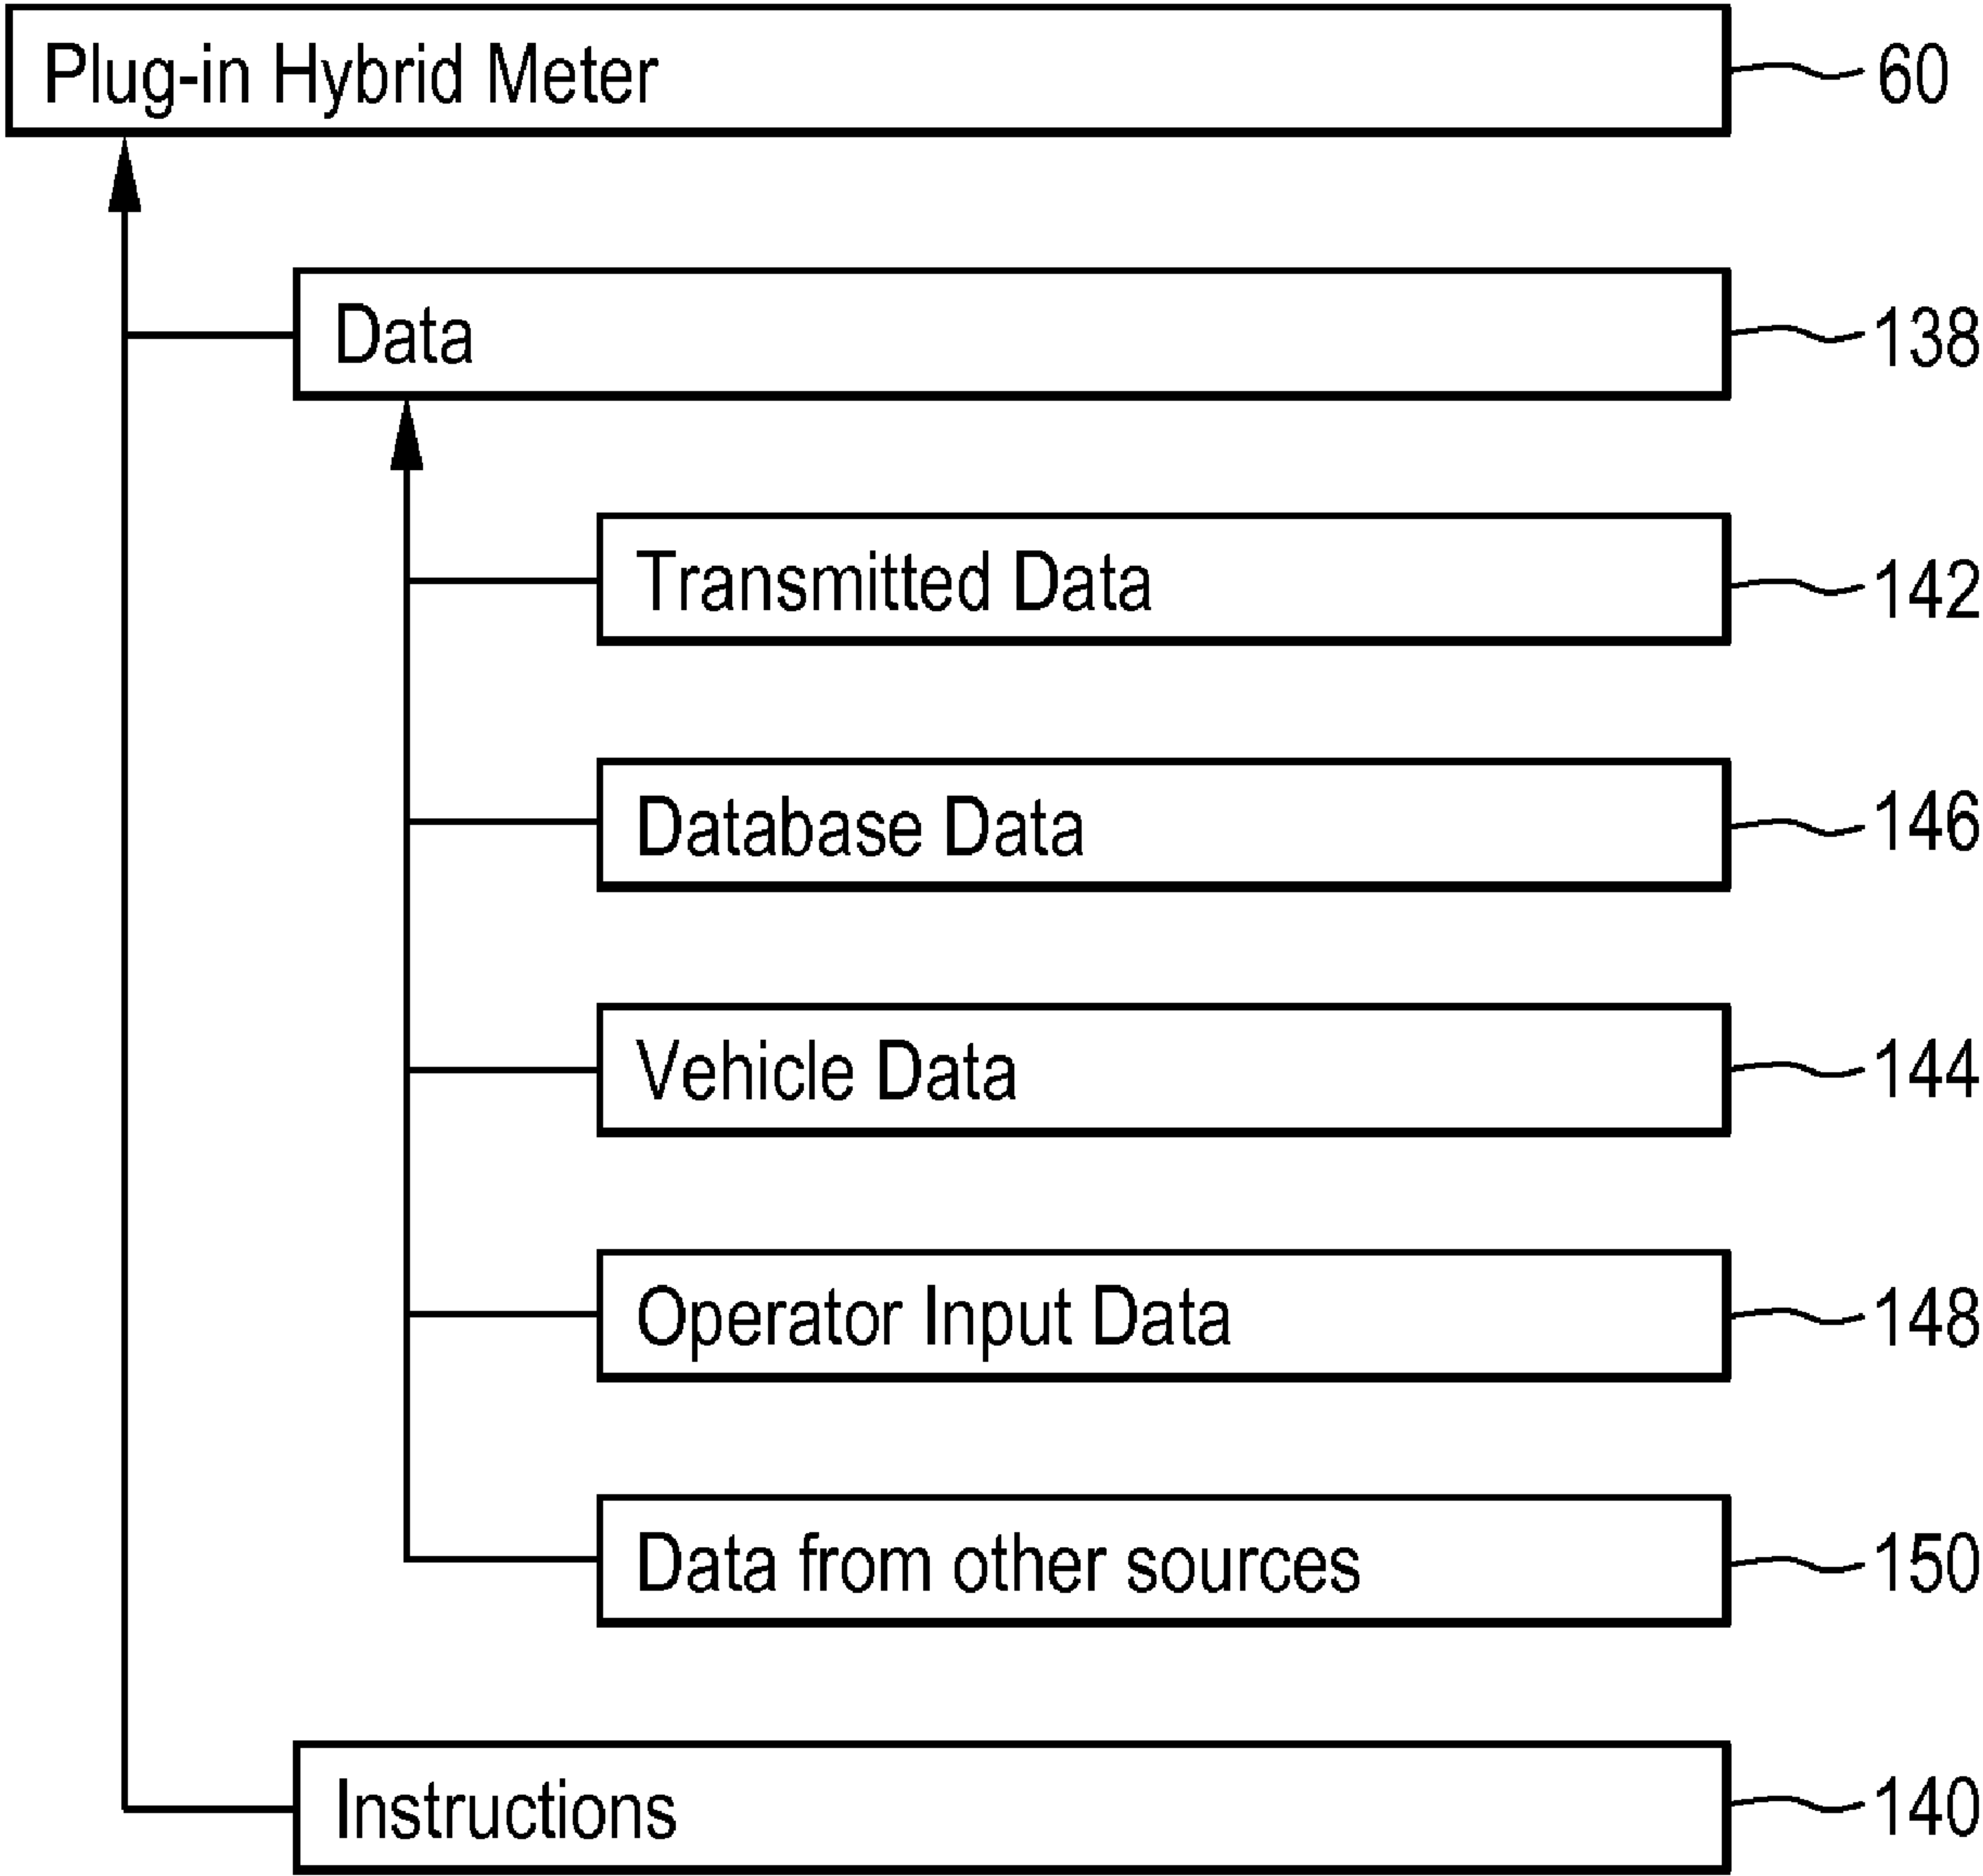 Plug-in Hybrid Meter 60
Data 138
Transmitted Data 142
Database Data 146
Vehicle Data 144
Operator Input Data 148
Data from other sources 150
Instructions 140